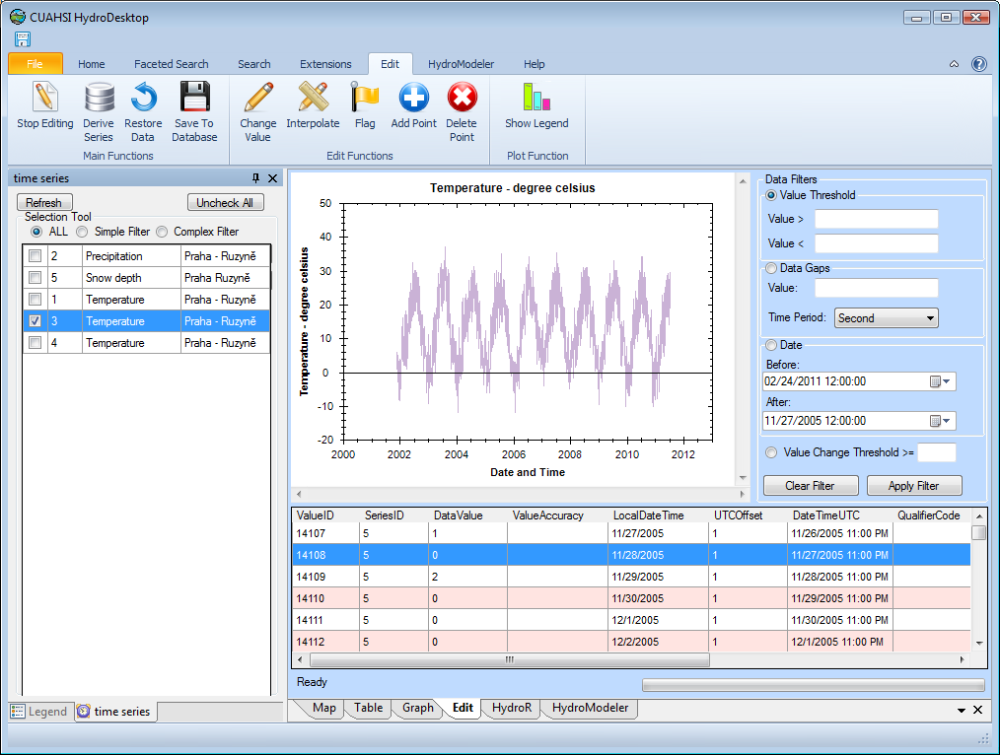 CUAHSI HydroDesktop
File Home Faceted Search Search Extensions Edit HydroModeler Help
Stop Editing Derive Series Restore Data Save To Database Change Value Interpolate Flag Add Point Delete Point Show Legend
Main Functions Edit Functions Plot Function
time series
Refresh Uncheck All
Selection Tool
ALL Simple Filter Complex Filter
2 Precipitation Praha - Ruzyně
5 Snow depth Praha Ruzyně
1 Temperature Praha - Ruzyně
3 Temperature Praha - Ruzyně
4 Temperature Praha - Ruzyně
Legend time series
Temperature - degree celsius
Temperature - degree celsius
50
40
30
20
10
0
-10
-20
2000 2002 2004 2006 2008 2010 2012
Date and Time
Data Filters
Value Threshold
Value >
Value <
Data Gaps
Value:
Time Period: Second
Date
Before:
02/24/2011 12:00:00
After:
11/27/2005 12:00:00
Value Change Threshold >=
Clear Filter Apply Filter
ValueID SeriesID DataValue ValueAccuracy LocalDateTime UTCOffset DateTimeUTC QualifierCode
14107 5 1 11/27/2005 1 11/26/2005 11:00 PM
14108 5 0 11/28/2005 1 11/27/2005 11:00 PM
14109 5 2 11/29/2005 1 11/28/2005 11:00 PM
14110 5 0 11/30/2005 1 11/29/2005 11:00 PM
14111 5 0 12/1/2005 1 11/30/2005 11:00 PM
14112 5 0 12/2/2005 1 12/1/2005 11:00 PM
Ready
Map Table Graph Edit HydroR HydroModeler